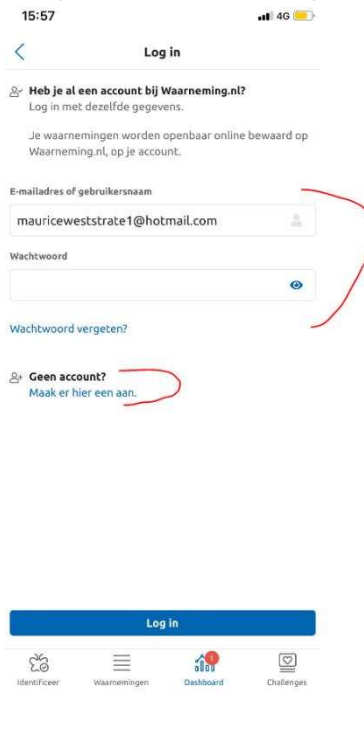 15:57
4G
Log in
Heb je al een account bij Waarneming.nl?
Log in met dezelfde gegevens.
Je waarnemingen worden openbaar online bewaard op
Waarneming.nl, op je account.
E-mailadres of gebruikersnaam
mauriceweststrate1@hotmail.com
Wachtwoord
Wachtwoord vergeten?
Geen account?
Maak er hier een aan.
Log in
1
Identificeer Waarnemingen Dashboard Challenges